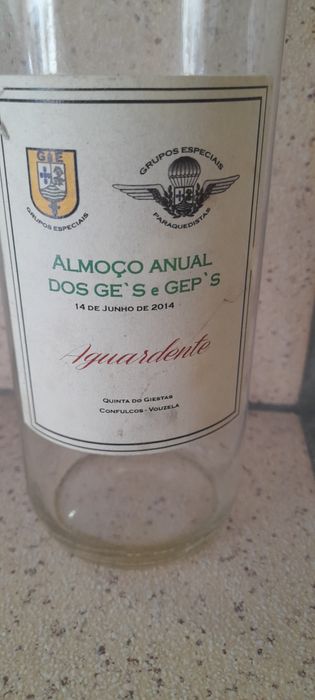 GE
GRUPOS ESPECIAIS
GRUPOS ESPECIAIS
PARAQUEDISTAS
ALMOÇO ANUAL
DOS GE`S e GEP`S
14 DE JUNHO DE 2014
Aguardente
QUINTA DO GIESTAS
CONFULCOS - VOUZELA